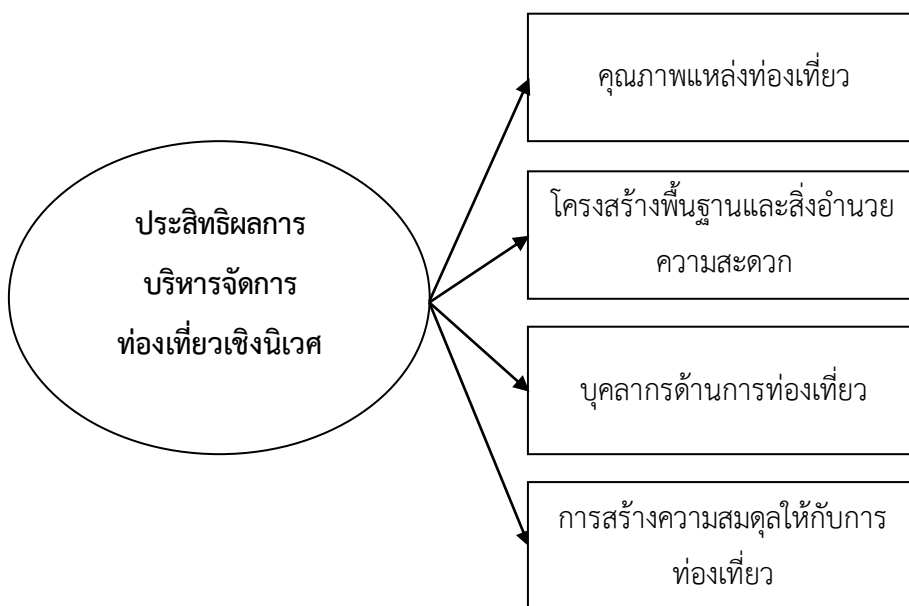 ประสิทธิผลการ
บริหารจัดการ
ท่องเที่ยวเชิงนิเวศ
คุณภาพแหล่งท่องเที่ยว
โครงสร้างพื้นฐานและสิ่งอำนวย
ความสะดวก
บุคลากรด้านการท่องเที่ยว
การสร้างความสมดุลให้กับการ
ท่องเที่ยว